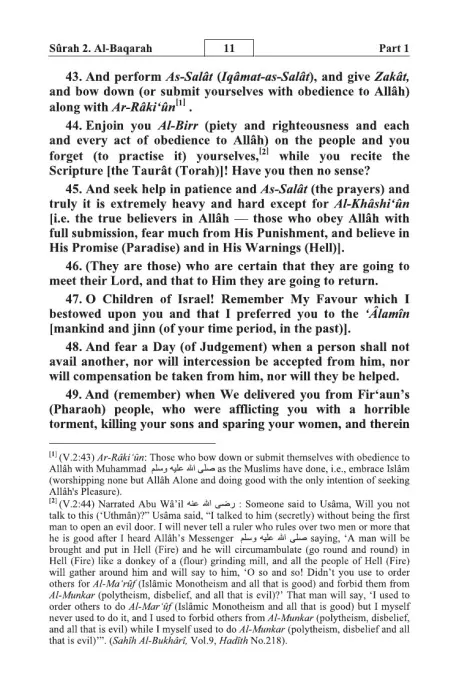 Sûrah 2. Al-Baqarah 11 Part 1
43. And perform As-Salât (Iqâmat-as-Salât), and give Zakât,
and bow down (or submit yourselves with obedience to Allâh)
along with Ar-Râki‘ûn[1] .
44. Enjoin you Al-Birr (piety and righteousness and each
and every act of obedience to Allâh) on the people and you
forget (to practise it) yourselves,[2] while you recite the
Scripture [the Taurât (Torah)]! Have you then no sense?
45. And seek help in patience and As-Salât (the prayers) and
truly it is extremely heavy and hard except for Al-Khâshi‘ûn
[i.e. the true believers in Allâh — those who obey Allâh with
full submission, fear much from His Punishment, and believe in
His Promise (Paradise) and in His Warnings (Hell)].
46. (They are those) who are certain that they are going to
meet their Lord, and that to Him they are going to return.
47. O Children of Israel! Remember My Favour which I
bestowed upon you and that I preferred you to the ‘Âlamîn
[mankind and jinn (of your time period, in the past)].
48. And fear a Day (of Judgement) when a person shall not
avail another, nor will intercession be accepted from him, nor
will compensation be taken from him, nor will they be helped.
49. And (remember) when We delivered you from Fir‘aun’s
(Pharaoh) people, who were afflicting you with a horrible
torment, killing your sons and sparing your women, and therein
[1] (V.2:43) Ar-Râki‘ûn: Those who bow down or submit themselves with obedience to
Allâh with Muhammad صلى الله عليه وسلم as the Muslims have done, i.e., embrace Islâm
(worshipping none but Allâh Alone and doing good with the only intention of seeking
Allâh's Pleasure).
[2] (V.2:44) Narrated Abu Wâ’il رضى الله عنه : Someone said to Usâma, Will you not
talk to this (‘Uthmân)?” Usâma said, “I talked to him (secretly) without being the first
man to open an evil door. I will never tell a ruler who rules over two men or more that
he is good after I heard Allâh’s Messenger صلى الله عليه وسلم saying, ‘A man will be
brought and put in Hell (Fire) and he will circumambulate (go round and round) in
Hell (Fire) like a donkey of a (flour) grinding mill, and all the people of Hell (Fire)
will gather around him and will say to him, ‘O so and so! Didn’t you use to order
others for Al-Ma‘rûf (Islâmic Monotheism and all that is good) and forbid them from
Al-Munkar (polytheism, disbelief, and all that is evil)?’ That man will say, ‘I used to
order others to do Al-Mar‘ûf (Islâmic Monotheism and all that is good) but I myself
never used to do it, and I used to forbid others from Al-Munkar (polytheism, disbelief,
and all that is evil) while I myself used to do Al-Munkar (polytheism, disbelief and all
that is evil)’”. (Sahîh Al-Bukhârî, Vol.9, Hadîth No.218).